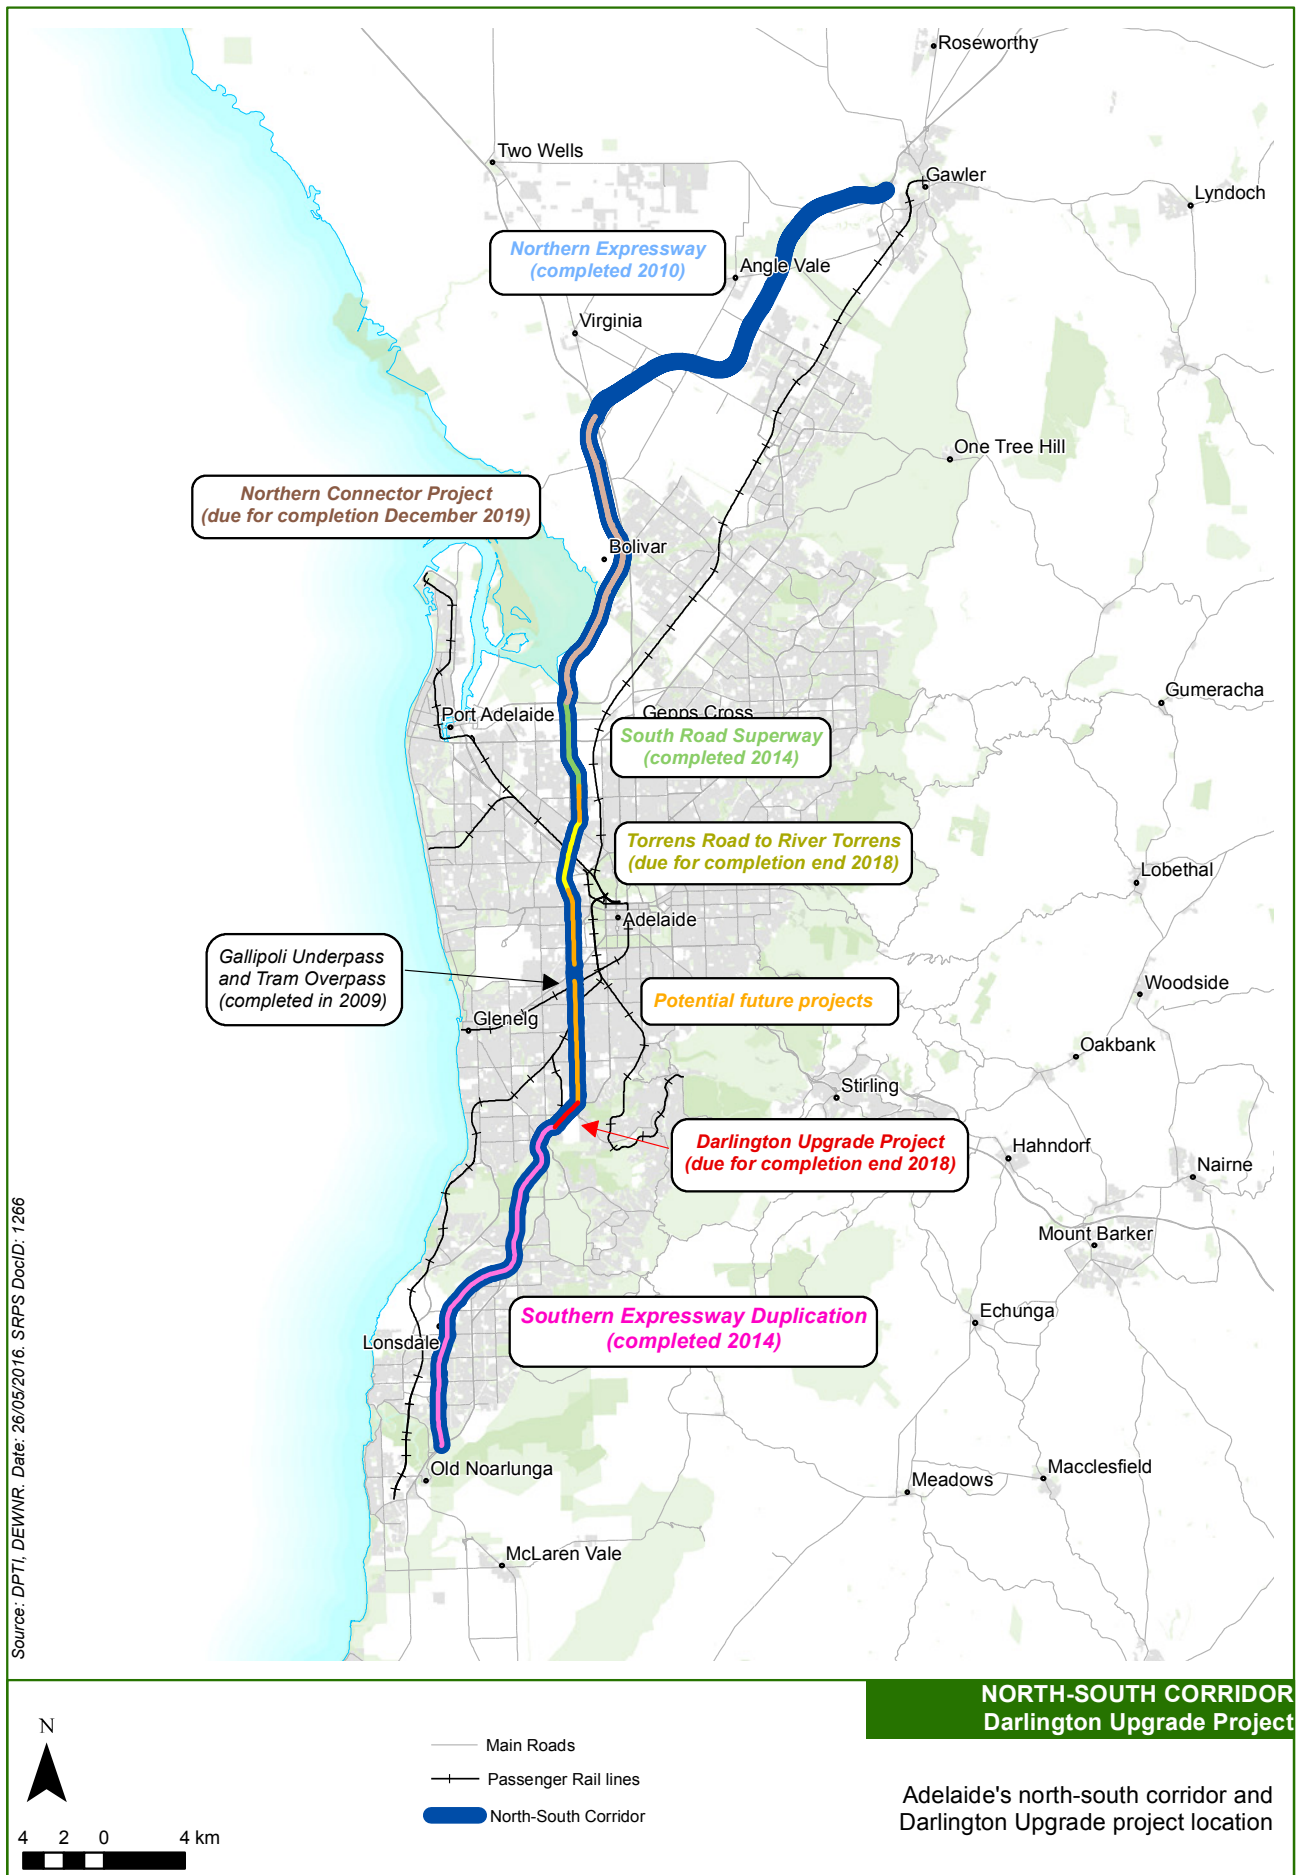 Roseworthy
Two Wells
Gawler
Lyndoch
Northern Expressway
(completed 2010)
Angle Vale
Virginia
One Tree Hill
Northern Connector Project
(due for completion December 2019)
Bolivar
Gumeracha
Port Adelaide
Gepps Cross
South Road Superway
(completed 2014)
Torrens Road to River Torrens
(due for completion end 2018)
Lobethal
Adelaide
Gallipoli Underpass
and Tram Overpass
(completed in 2009)
Woodside
Potential future projects
Glenelg
Oakbank
Stirling
Darlington Upgrade Project
(due for completion end 2018)
Hahndorf
Nairne
Mount Barker
Southern Expressway Duplication
(completed 2014)
Echunga
Lonsdale
Old Noarlunga
Meadows
Macclesfield
McLaren Vale
Source: DPTI, DEWNR. Date: 26/05/2016. SRPS DocID: 1266
NORTH-SOUTH CORRIDOR
Darlington Upgrade Project
N
Main Roads
Passenger Rail lines
North-South Corridor
4 2 0 4 km
Adelaide's north-south corridor and
Darlington Upgrade project location